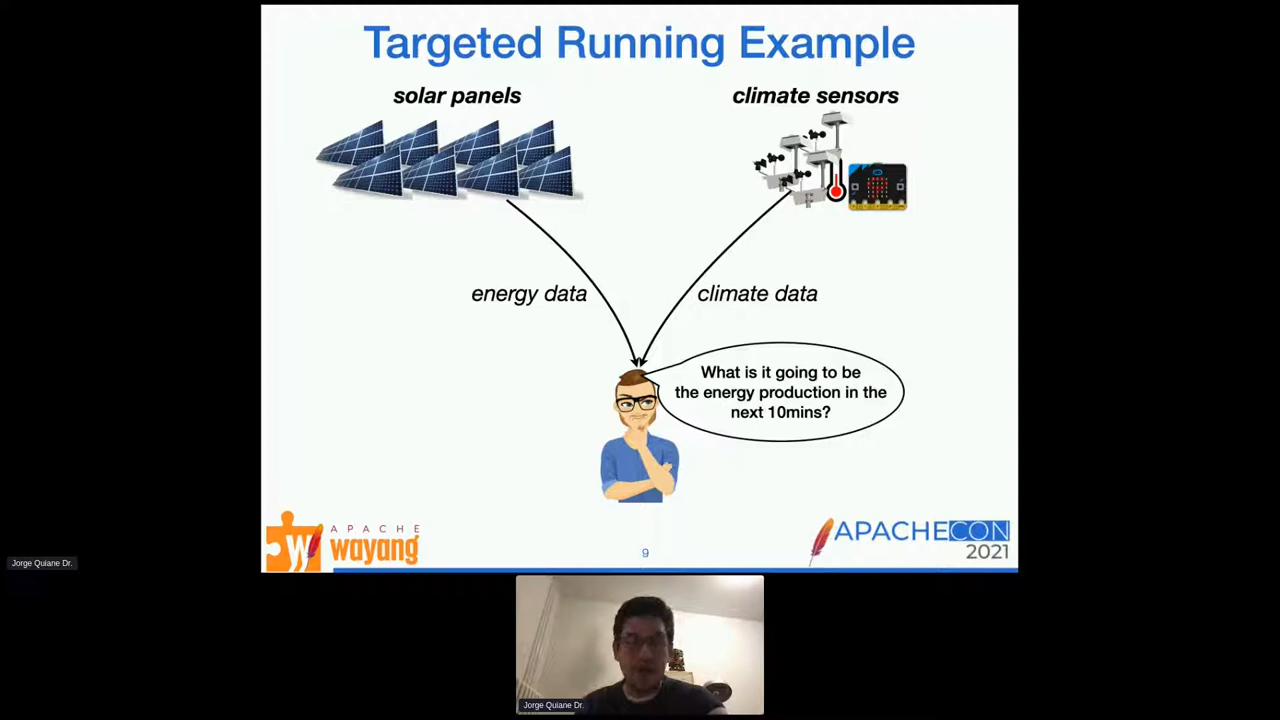 Targeted Running Example
solar panels
climate sensors
energy data
climate data
What is it going to be
the energy production in the
next 10mins?
APACHE
wayang
9
APACHECON
2021
Jorge Quiane Dr.
Jorge Quiane Dr.